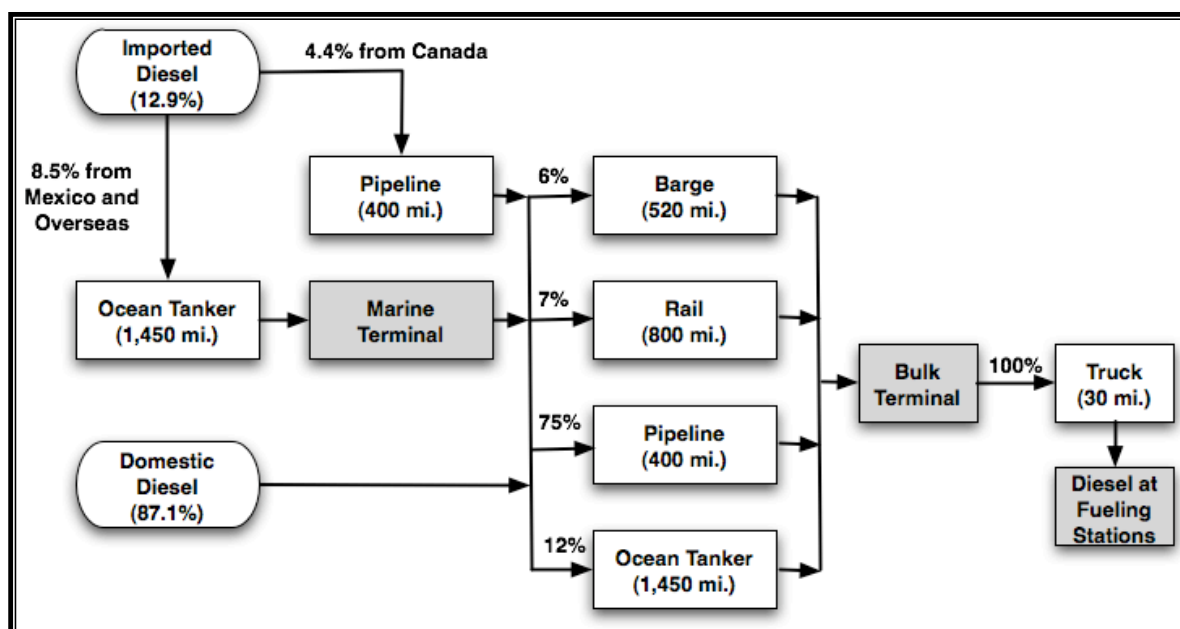 Imported
Diesel
(12.9%)
4.4% from Canada
8.5% from
Mexico and
Overseas
Pipeline
(400 mi.)
6%
Barge
(520 mi.)
Ocean Tanker
(1,450 mi.)
Marine
Terminal
7%
Rail
(800 mi.)
Bulk
Terminal
100%
Truck
(30 mi.)
75%
Pipeline
(400 mi.)
Domestic
Diesel
(87.1%)
Diesel at
Fueling
Stations
12%
Ocean Tanker
(1,450 mi.)